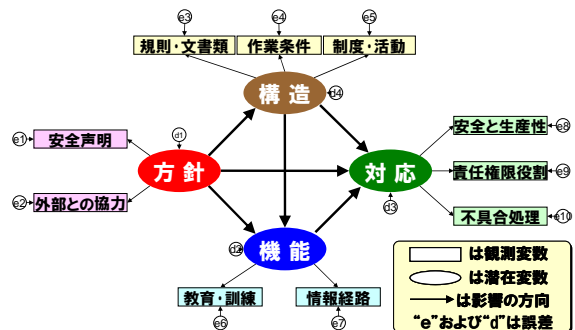 e3
e4
e5
規則・文書類
作業条件
制度・活動
構 造
d4
e1
安全声明
d1
安全と生産性
e8
方 針
対 応
責任権限役割
e9
e2
外部との協力
d3
不具合処理
e10
d2
機 能
教育・訓練
情報経路
e6
e7
は観測変数
は潜在変数
は影響の方向
“e”および“d”は誤差